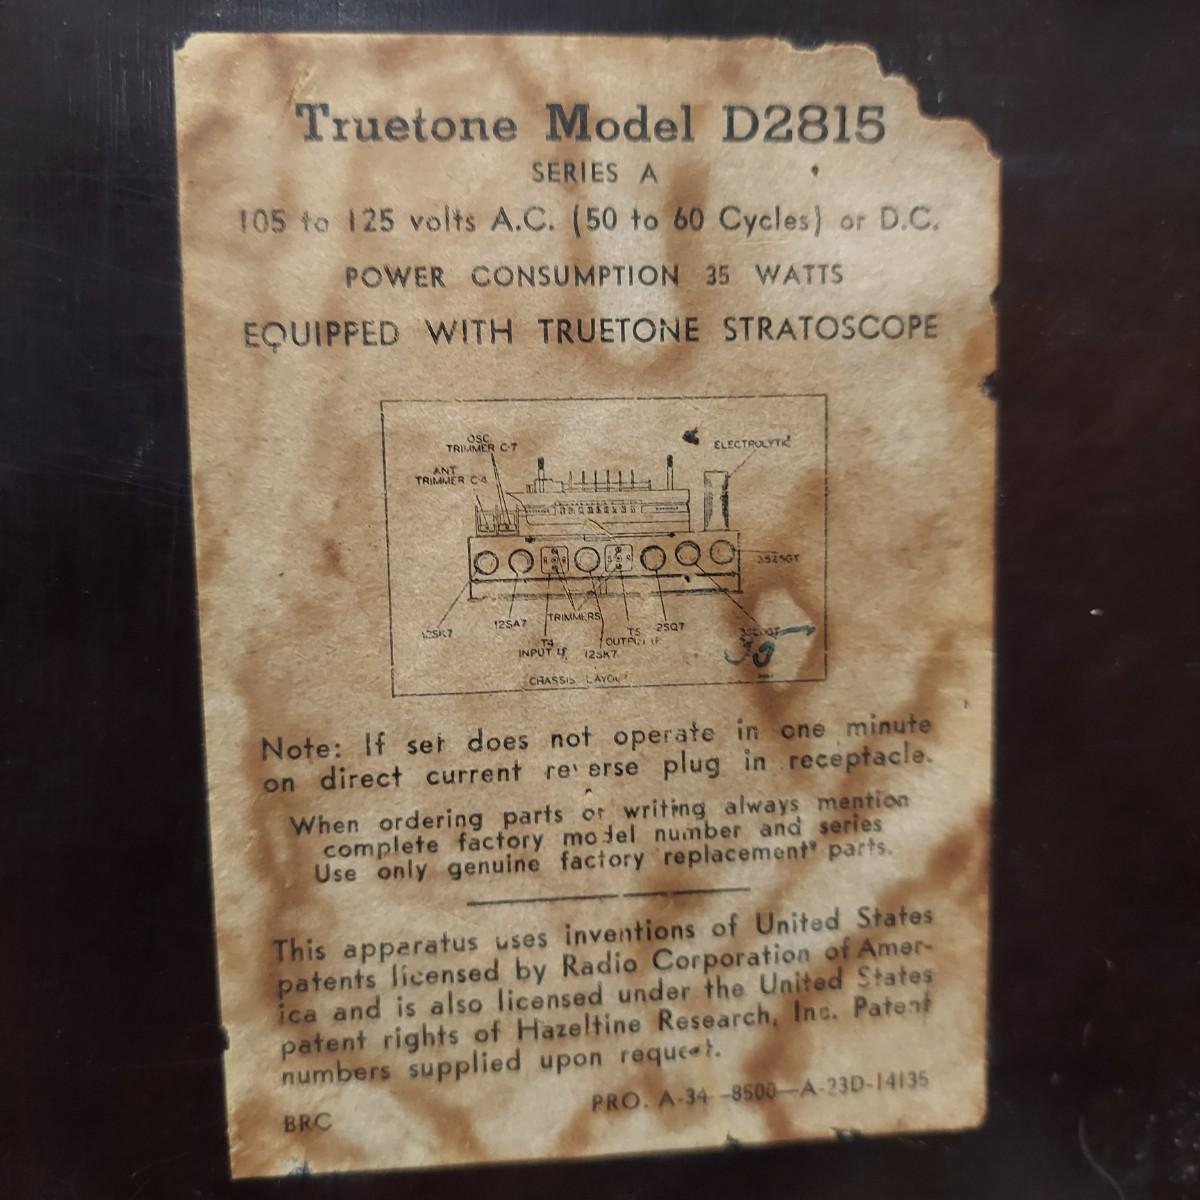 Truetone Model D2815
SERIES A
105 to 125 volts A.C. (50 to 60 Cycles) or D.C.
POWER CONSUMPTION 35 WATTS
EQUIPPED WITH TRUETONE STRATOSCOPE
OSC.
TRIMMER C-7
ELECTROLYTIC
ANT.
TRIMMER C-4
35Z5GT
TRIMMERS
12SK7
12SA7
T4
INPUT I.F.
12SK7
T5
OUTPUT I.F.
2SQ7
35
CHASSIS LAYOUT
Note: If set does not operate in one minute
on direct current reverse plug in receptacle.
When ordering parts or writing always mention
complete factory model number and series
Use only genuine factory replacement parts.
This apparatus uses inventions of United States
patents licensed by Radio Corporation of Amer-
ica and is also licensed under the United States
patent rights of Hazeltine Research, Inc. Patent
numbers supplied upon request.
PRO. A-34-8500-A-23D-14135
BRC